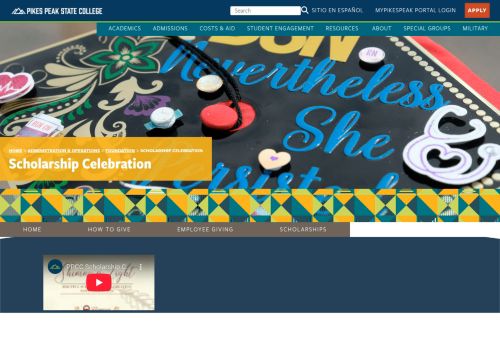 PIKES PEAK STATE COLLEGE
Search
SITIO EN ESPAÑOL
MYPIKESPEAK PORTAL LOGIN
APPLY
ACADEMICS
ADMISSIONS
COSTS & AID
STUDENT ENGAGEMENT
RESOURCES
ABOUT
SPECIAL GROUPS
MILITARY
RN
Nevertheless
She
HOME > ADMINISTRATION & OPERATIONS > FOUNDATION > SCHOLARSHIP CELEBRATION
Scholarship Celebration
HOME
HOW TO GIVE
EMPLOYEE GIVING
SCHOLARSHIPS
PPCC Scholarship C